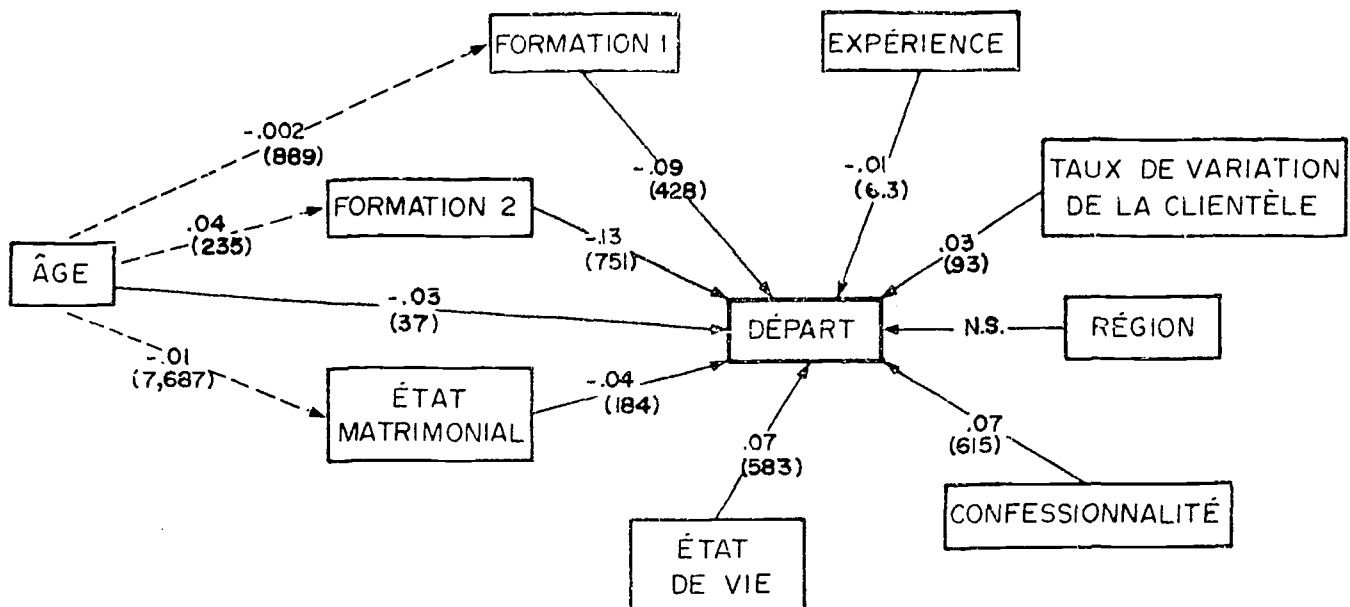 FORMATION 1
EXPÉRIENCE
-.002
(889)
-.09
(428)
-.01
(6.3)
TAUX DE VARIATION
DE LA CLIENTÈLE
.04
(235)
FORMATION 2
-.13
(751)
.03
(93)
ÂGE
-.03
(37)
DÉPART
N.S.
RÉGION
-.01
(7,687)
ÉTAT
MATRIMONIAL
-.04
(184)
.07
(583)
.07
(615)
CONFESSIONNALITÉ
ÉTAT
DE VIE